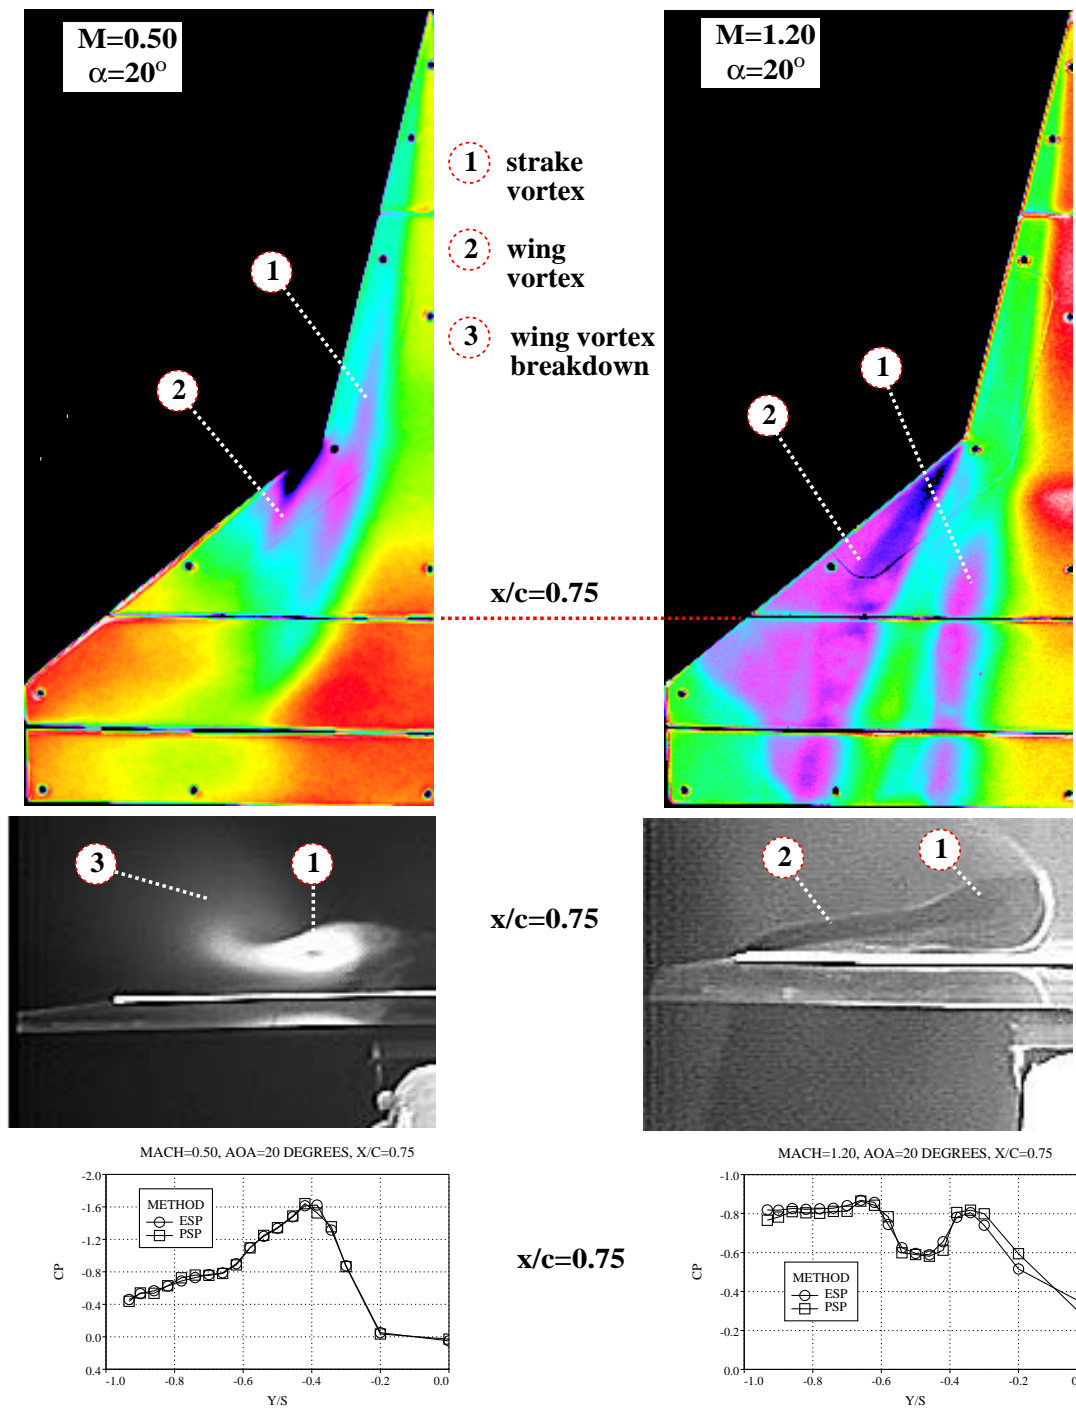 M=0.50
α=20°
M=1.20
α=20°
1 strake
vortex
2 wing
vortex
3 wing vortex
breakdown
1
2
1
2
x/c=0.75
3
1
x/c=0.75
2
1
MACH=0.50, AOA=20 DEGREES, X/C=0.75
-2.0
-1.6
-1.2
-0.8
-0.4
0.0
0.4
CP
METHOD
ESP
PSP
-1.0 -0.8 -0.6 -0.4 -0.2 0.0
Y/S
x/c=0.75
MACH=1.20, AOA=20 DEGREES, X/C=0.75
-1.0
-0.8
-0.6
-0.4
-0.2
0.0
CP
METHOD
ESP
PSP
-1.0 -0.8 -0.6 -0.4 -0.2 0
Y/S